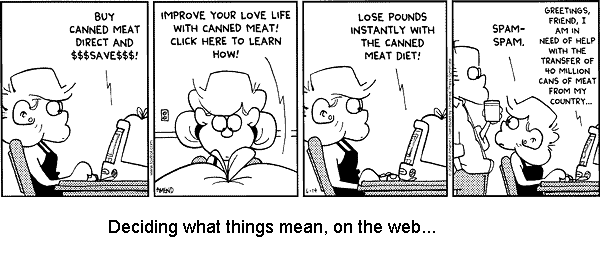 BUY
CANNED MEAT
DIRECT AND
$$$SAVE$$$!
IMPROVE YOUR LOVE LIFE
WITH CANNED MEAT!
CLICK HERE TO LEARN
HOW!
AMEND
LOSE POUNDS
INSTANTLY WITH
THE CANNED
MEAT DIET!
6-14
SPAM-
SPAM.
GREETINGS,
FRIEND, I
AM IN
NEED OF HELP
WITH THE
TRANSFER OF
40 MILLION
CANS OF MEAT
FROM MY
COUNTRY...
Deciding what things mean, on the web...